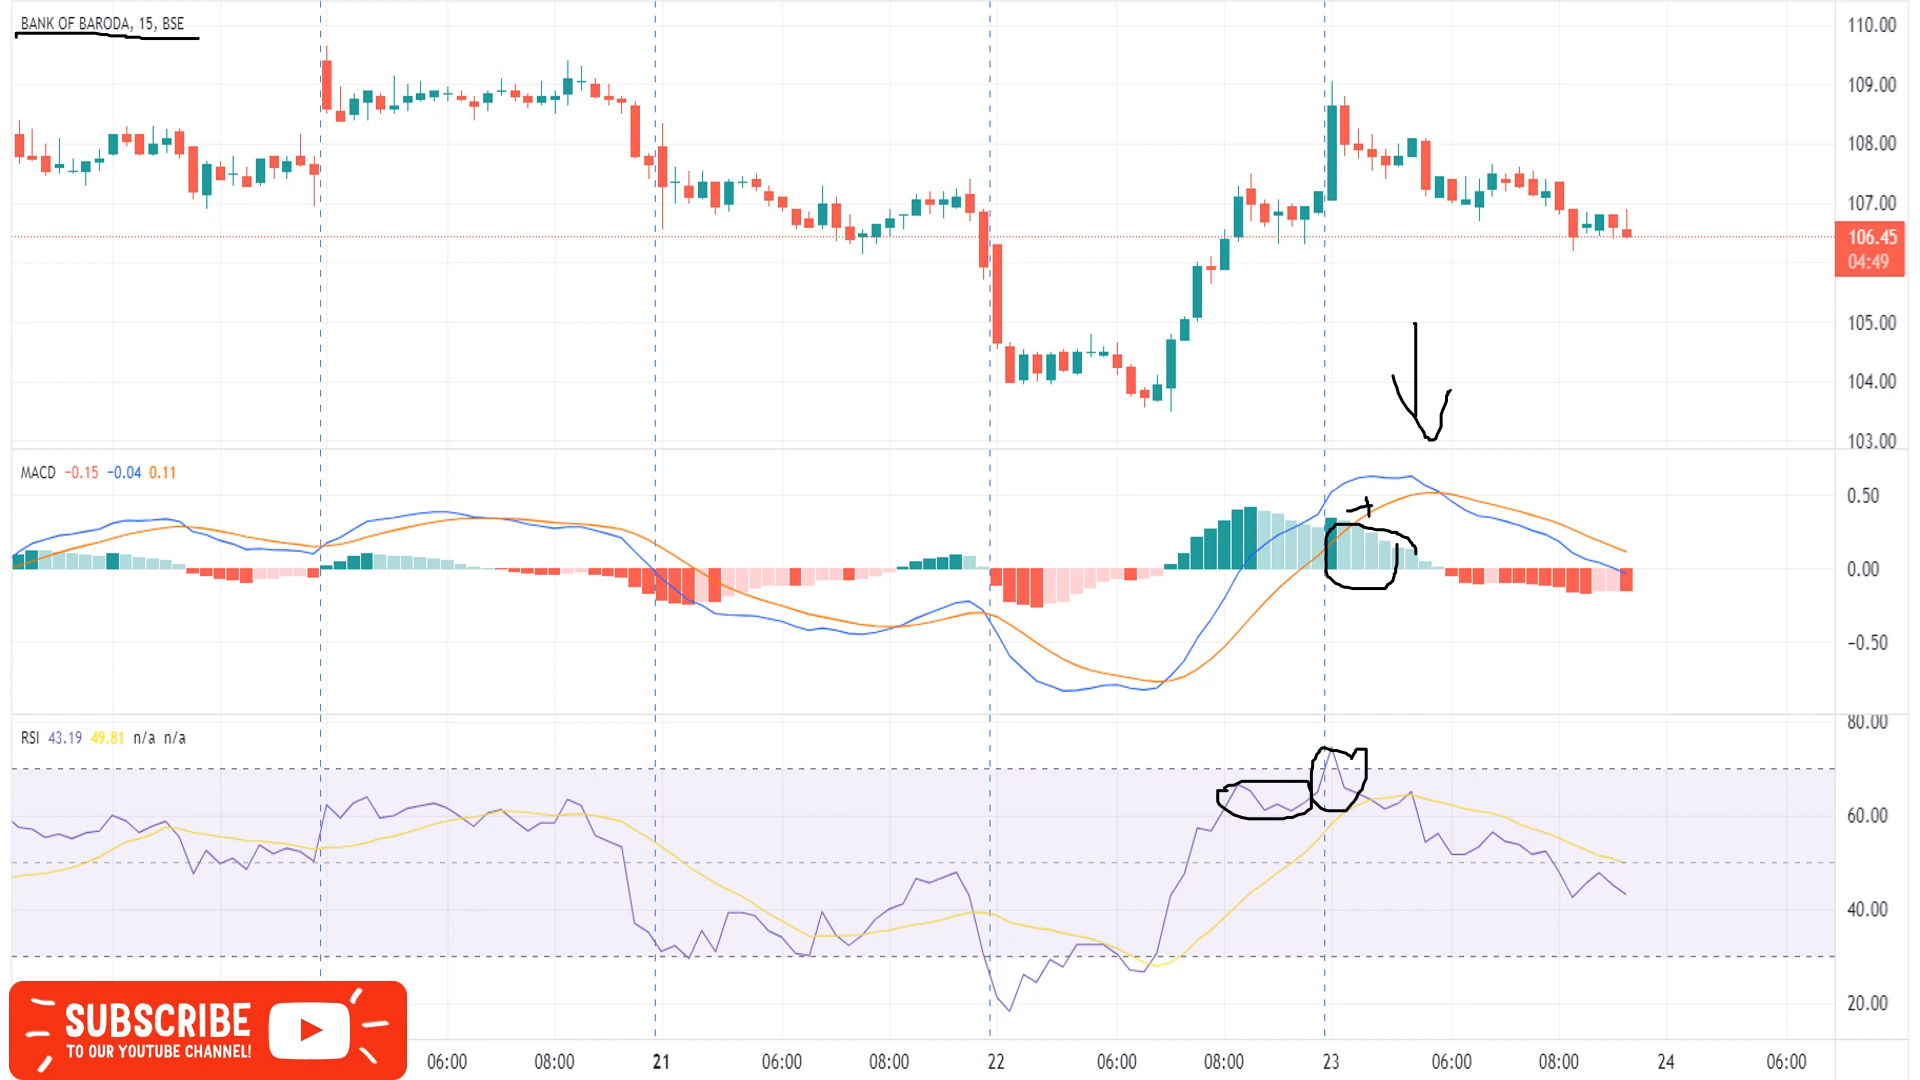 BANK OF BARODA, 15, BSE
110.00
109.00
108.00
107.00
106.45
04:49
105.00
104.00
103.00
MACD −0.15 −0.04 0.11
0.50
0.00
−0.50
RSI 43.19 49.81 n/a n/a
80.00
60.00
40.00
20.00
SUBSCRIBE
TO OUR YOUTUBE CHANNEL!
06:00 08:00 21 06:00 08:00 22 06:00 08:00 23 06:00 08:00 24 06:00